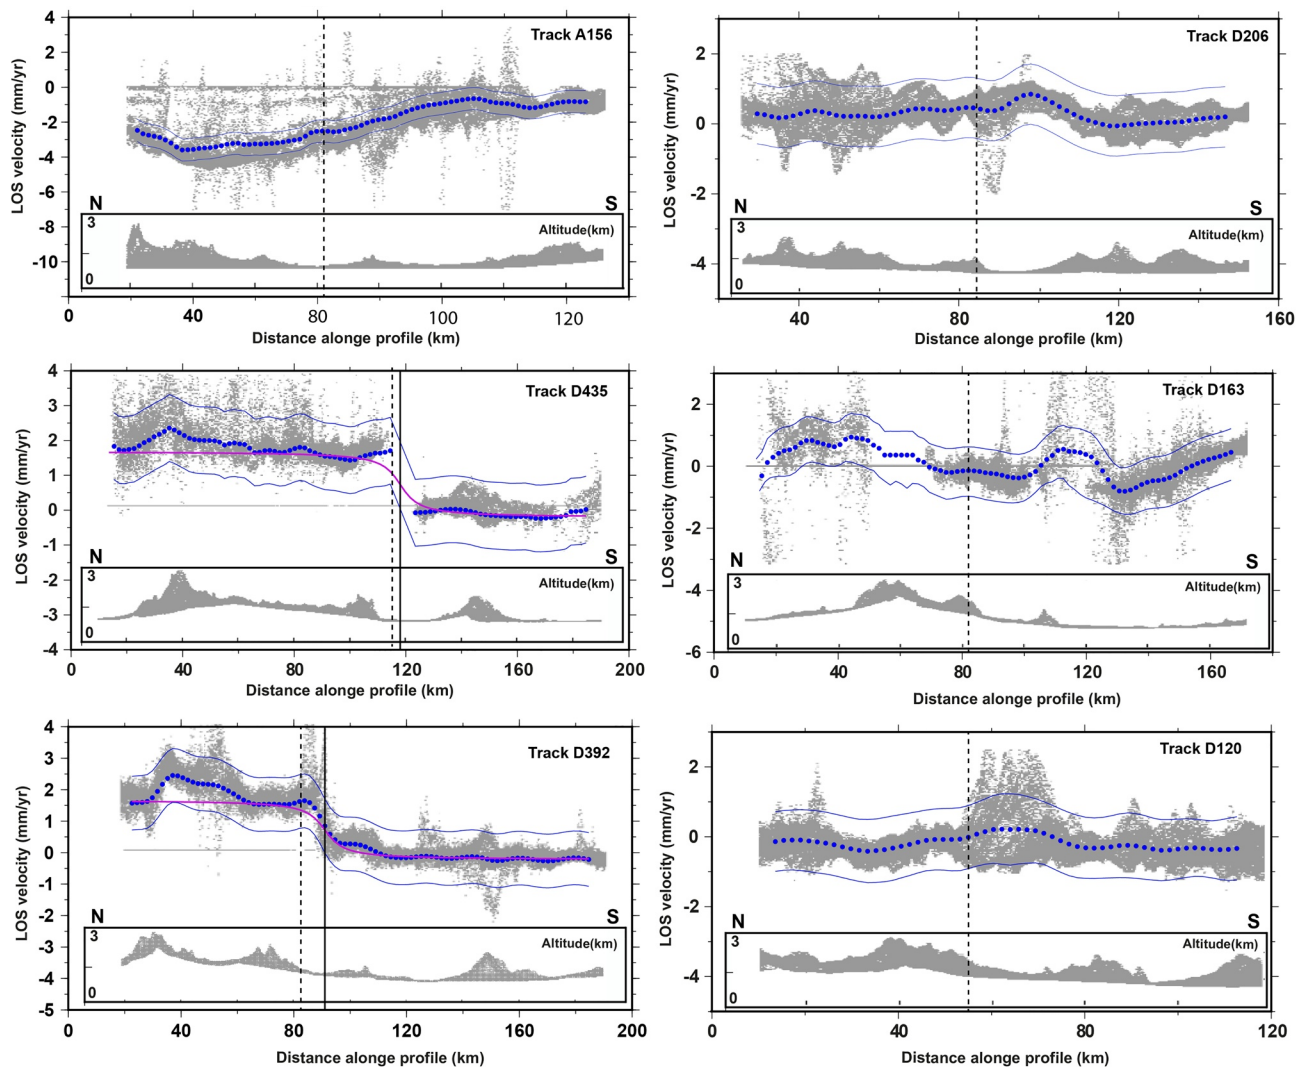 Track A156
LOS velocity (mm/yr)
4
2
0
-2
-4
-6
-8
-10
N
S
3
0
Altitude(km)
0
40
80
100
120
Distance alonge profile (km)
Track D206
LOS velocity (mm/yr)
2
0
-2
-4
N
S
3
0
Altitude(km)
40
80
120
160
Distance alonge profile (km)
Track D435
LOS velocity (mm/yr)
4
3
2
1
0
-1
-2
-3
-4
N
S
3
0
Altitude(km)
0
40
80
120
160
200
Distance alonge profile (km)
Track D163
LOS velocity (mm/yr)
2
0
-2
-4
-6
N
S
3
0
Altitude(km)
0
40
80
120
160
Distance alonge profile (km)
Track D392
LOS velocity (mm/yr)
4
3
2
1
0
-1
-2
-3
-4
-5
N
S
3
0
Altitude(km)
0
40
80
120
160
200
Distance alonge profile (km)
Track D120
LOS velocity (mm/yr)
2
0
-2
-4
N
S
3
0
Altitude(km)
0
40
80
120
Distance alonge profile (km)